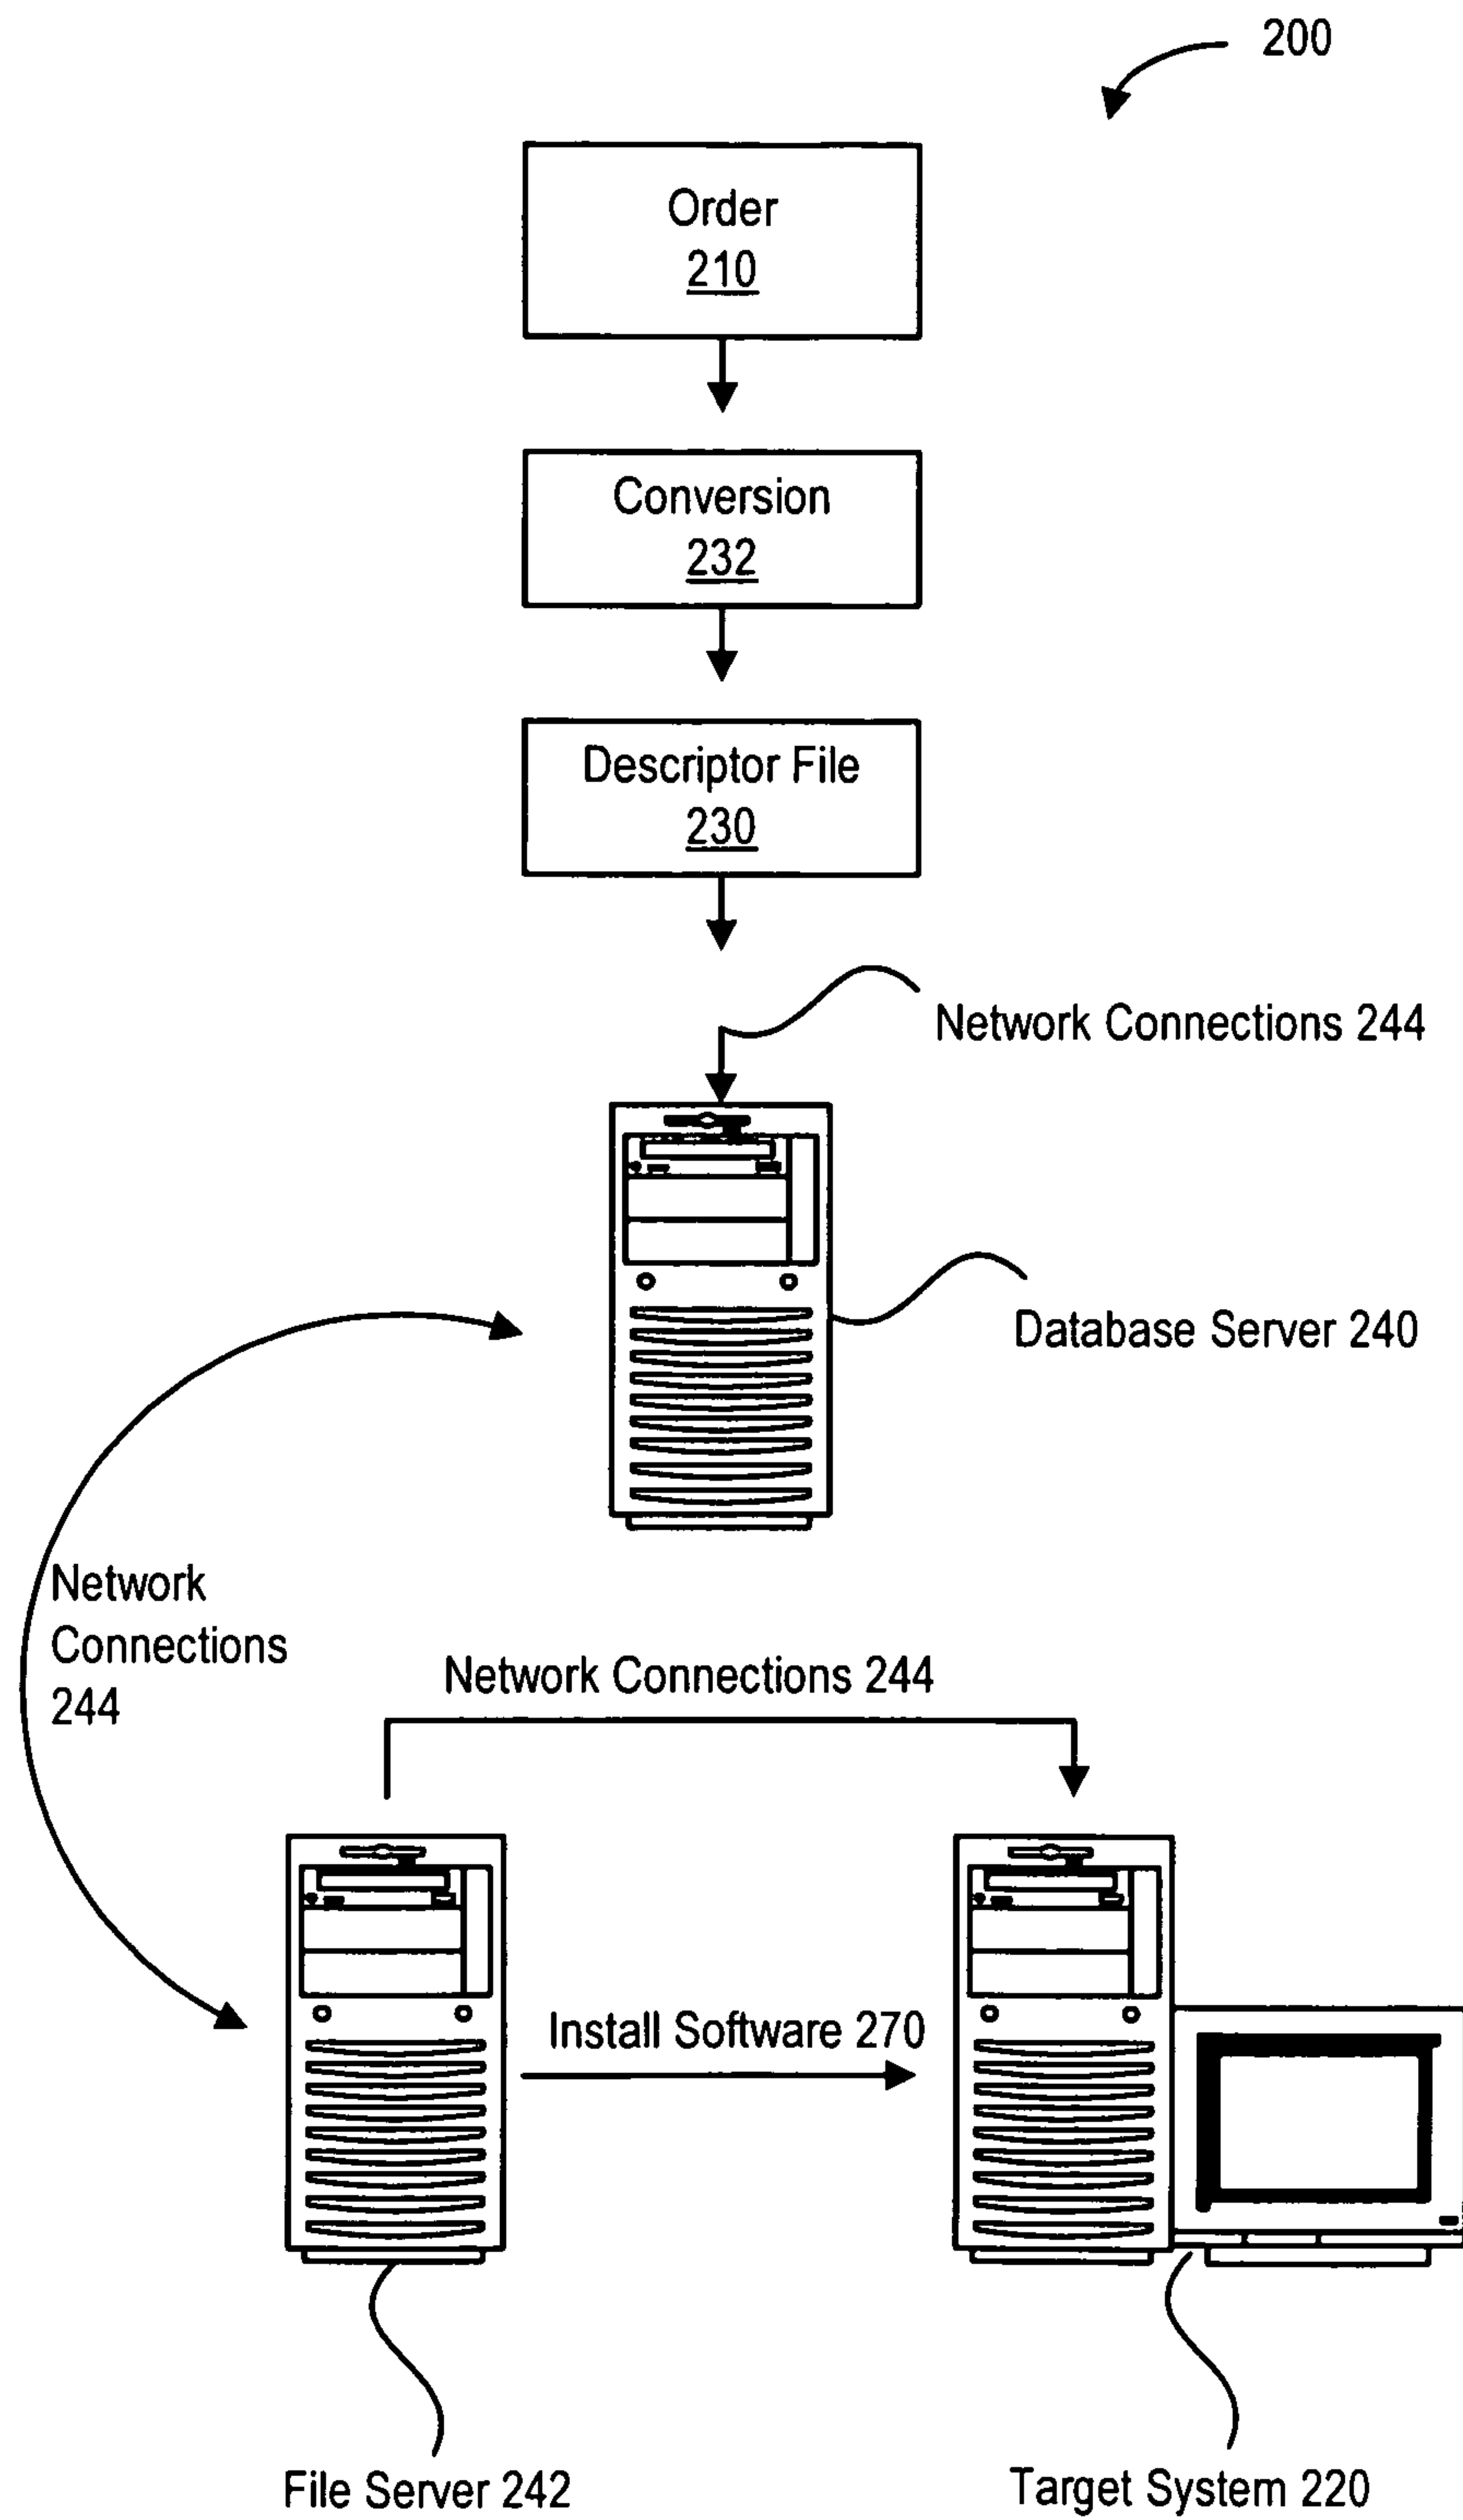 200
Order
210
Conversion
232
Descriptor File
230
Network Connections 244
Database Server 240
Network
Connections
244
Network Connections 244
Install Software 270
File Server 242
Target System 220